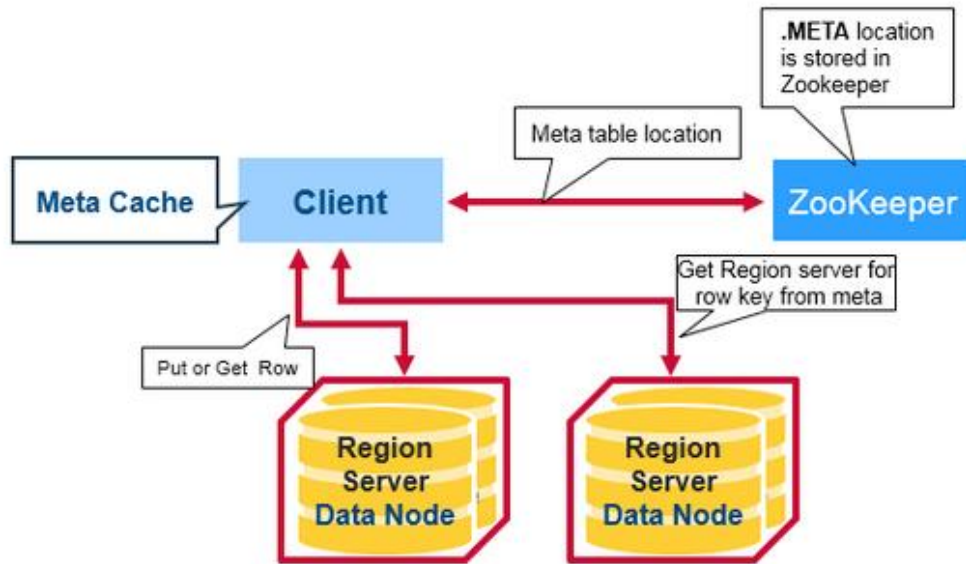 .META location
is stored in
Zookeeper
Meta table location
Meta Cache
Client
ZooKeeper
Get Region server for
row key from meta
Put or Get Row
Region
Server
Data Node
Region
Server
Data Node